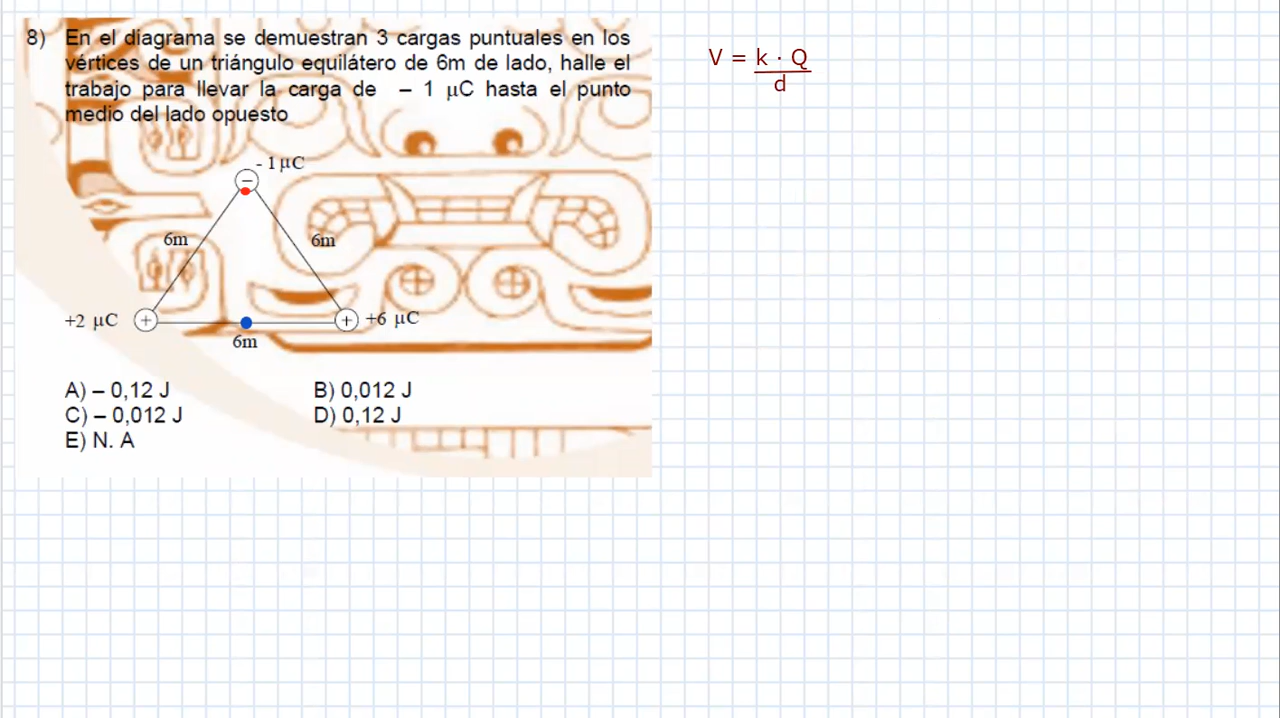 8) En el diagrama se demuestran 3 cargas puntuales en los
vértices de un triángulo equilátero de 6m de lado, halle el
trabajo para llevar la carga de – 1 μC hasta el punto
medio del lado opuesto
- 1 μC
6m
6m
+2 μC
+
+
+6 μC
6m
A) – 0,12 J
B) 0,012 J
C) – 0,012 J
D) 0,12 J
E) N. A
V = k · Q
d